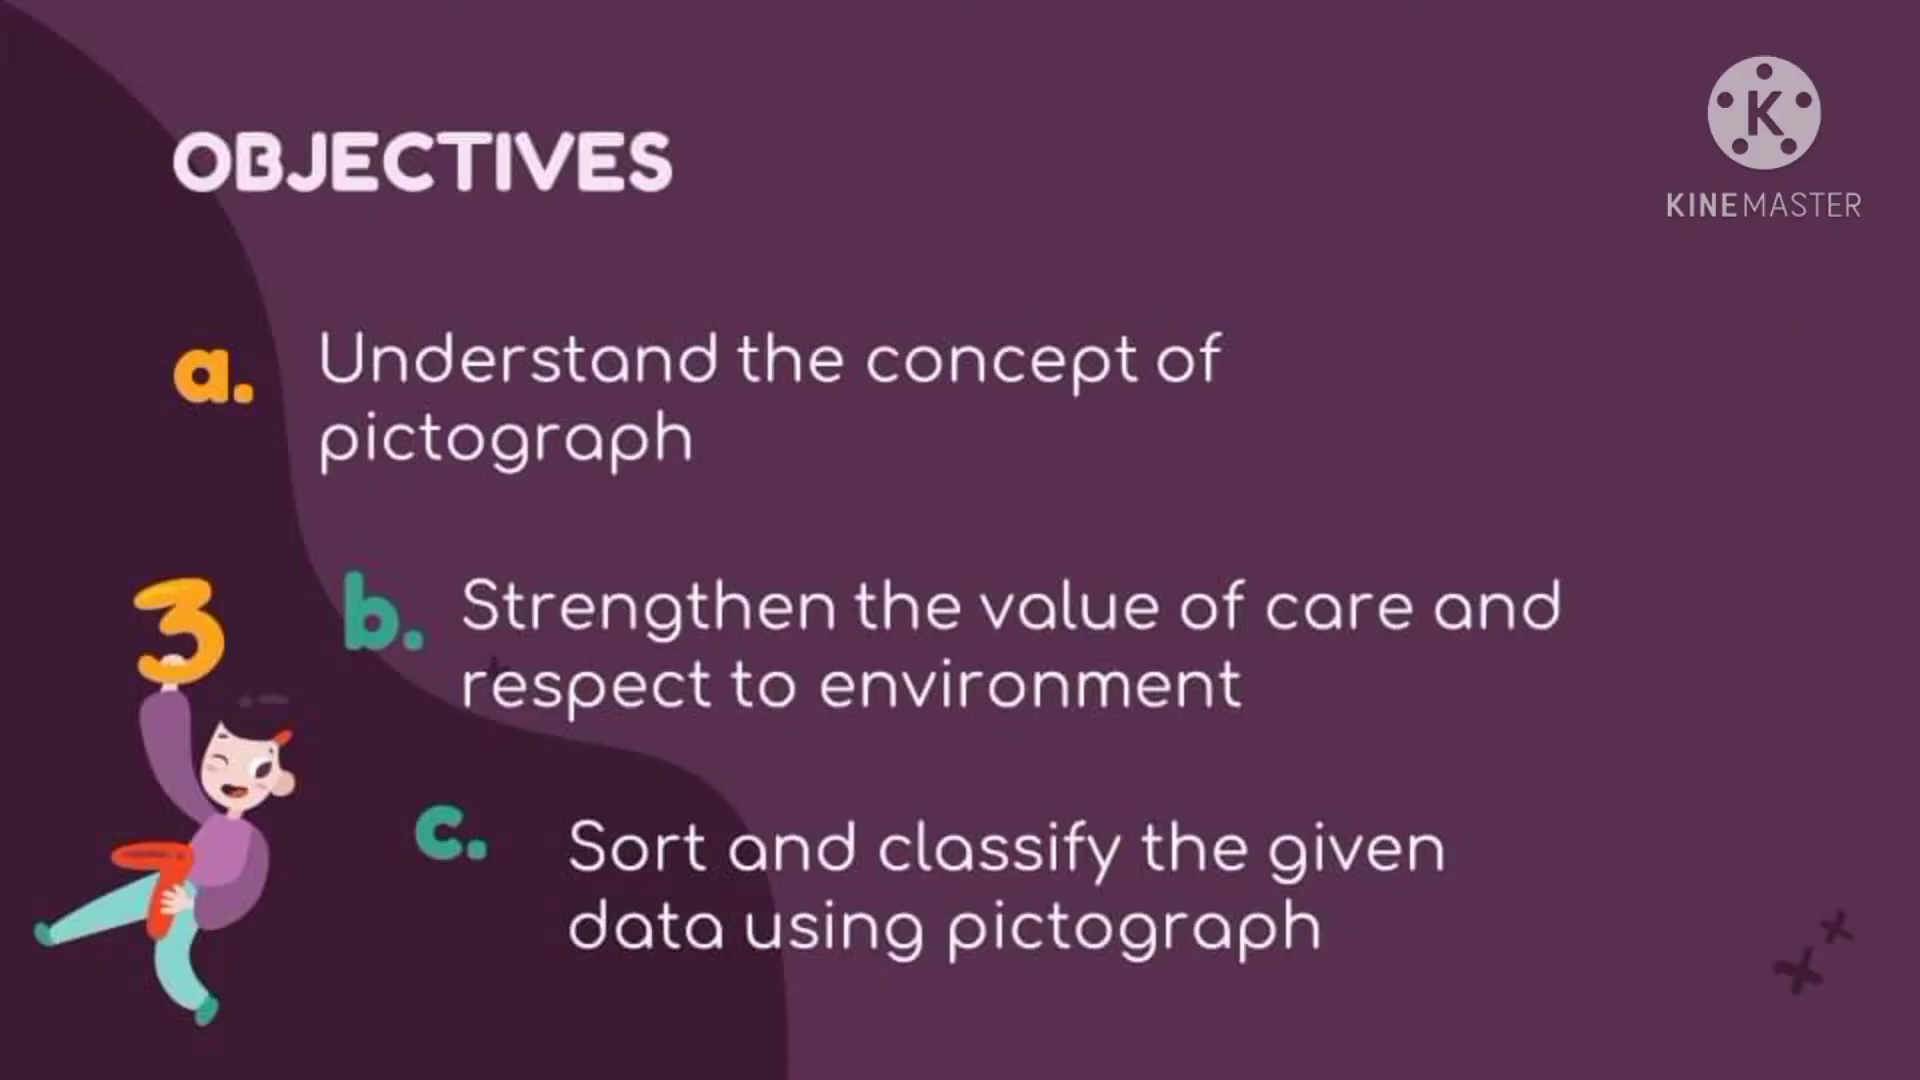 OBJECTIVES
K
KINEMASTER
a. Understand the concept of
pictograph
3
b. Strengthen the value of care and
respect to environment
7
c. Sort and classify the given
data using pictograph